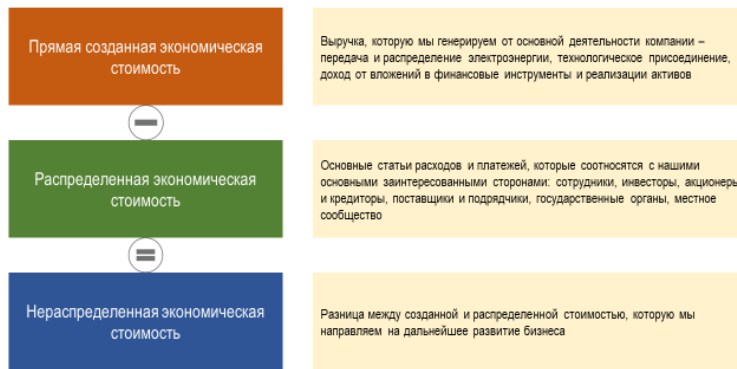 Прямая созданная экономическая
стоимость
Выручка, которую мы генерируем от основной деятельности компании –
передача и распределение электроэнергии, технологическое присоединение,
доход от вложений в финансовые инструменты и реализации активов
Распределенная экономическая
стоимость
Основные статьи расходов и платежей, которые соотносятся с нашими
основными заинтересованными сторонами: сотрудники, инвесторы, акционеры
и кредиторы, поставщики и подрядчики, государственные органы, местное
сообщество
Нераспределенная экономическая
стоимость
Разница между созданной и распределенной стоимостью, которую мы
направляем на дальнейшее развитие бизнеса